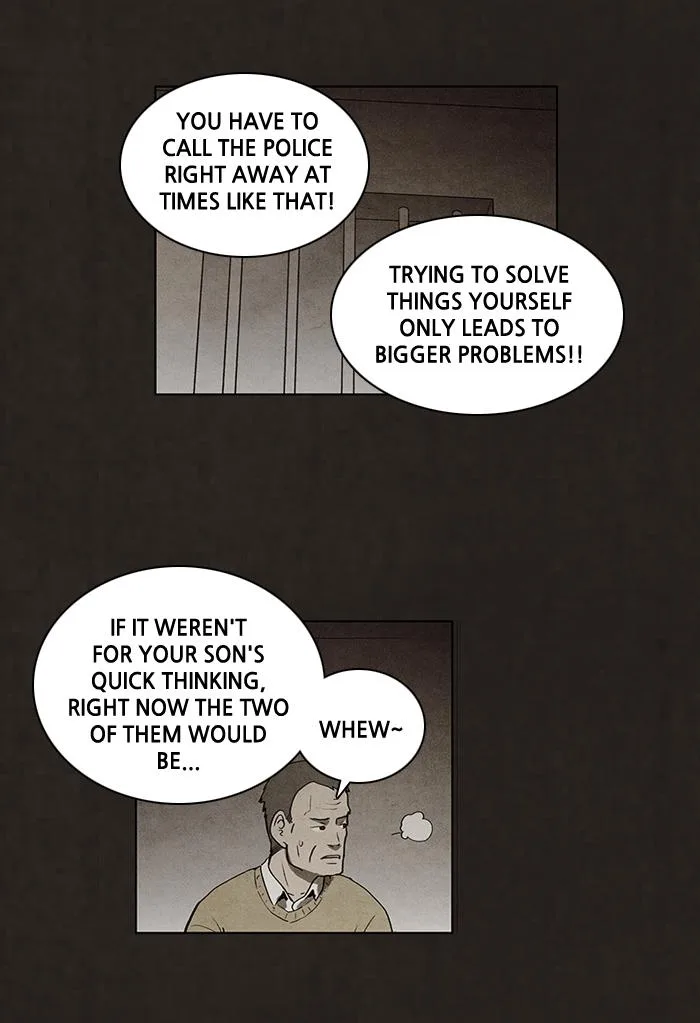 YOU HAVE TO
CALL THE POLICE
RIGHT AWAY AT
TIMES LIKE THAT!
TRYING TO SOLVE
THINGS YOURSELF
ONLY LEADS TO
BIGGER PROBLEMS!!
IF IT WEREN'T
FOR YOUR SON'S
QUICK THINKING,
RIGHT NOW THE TWO
OF THEM WOULD
BE...
WHEW~